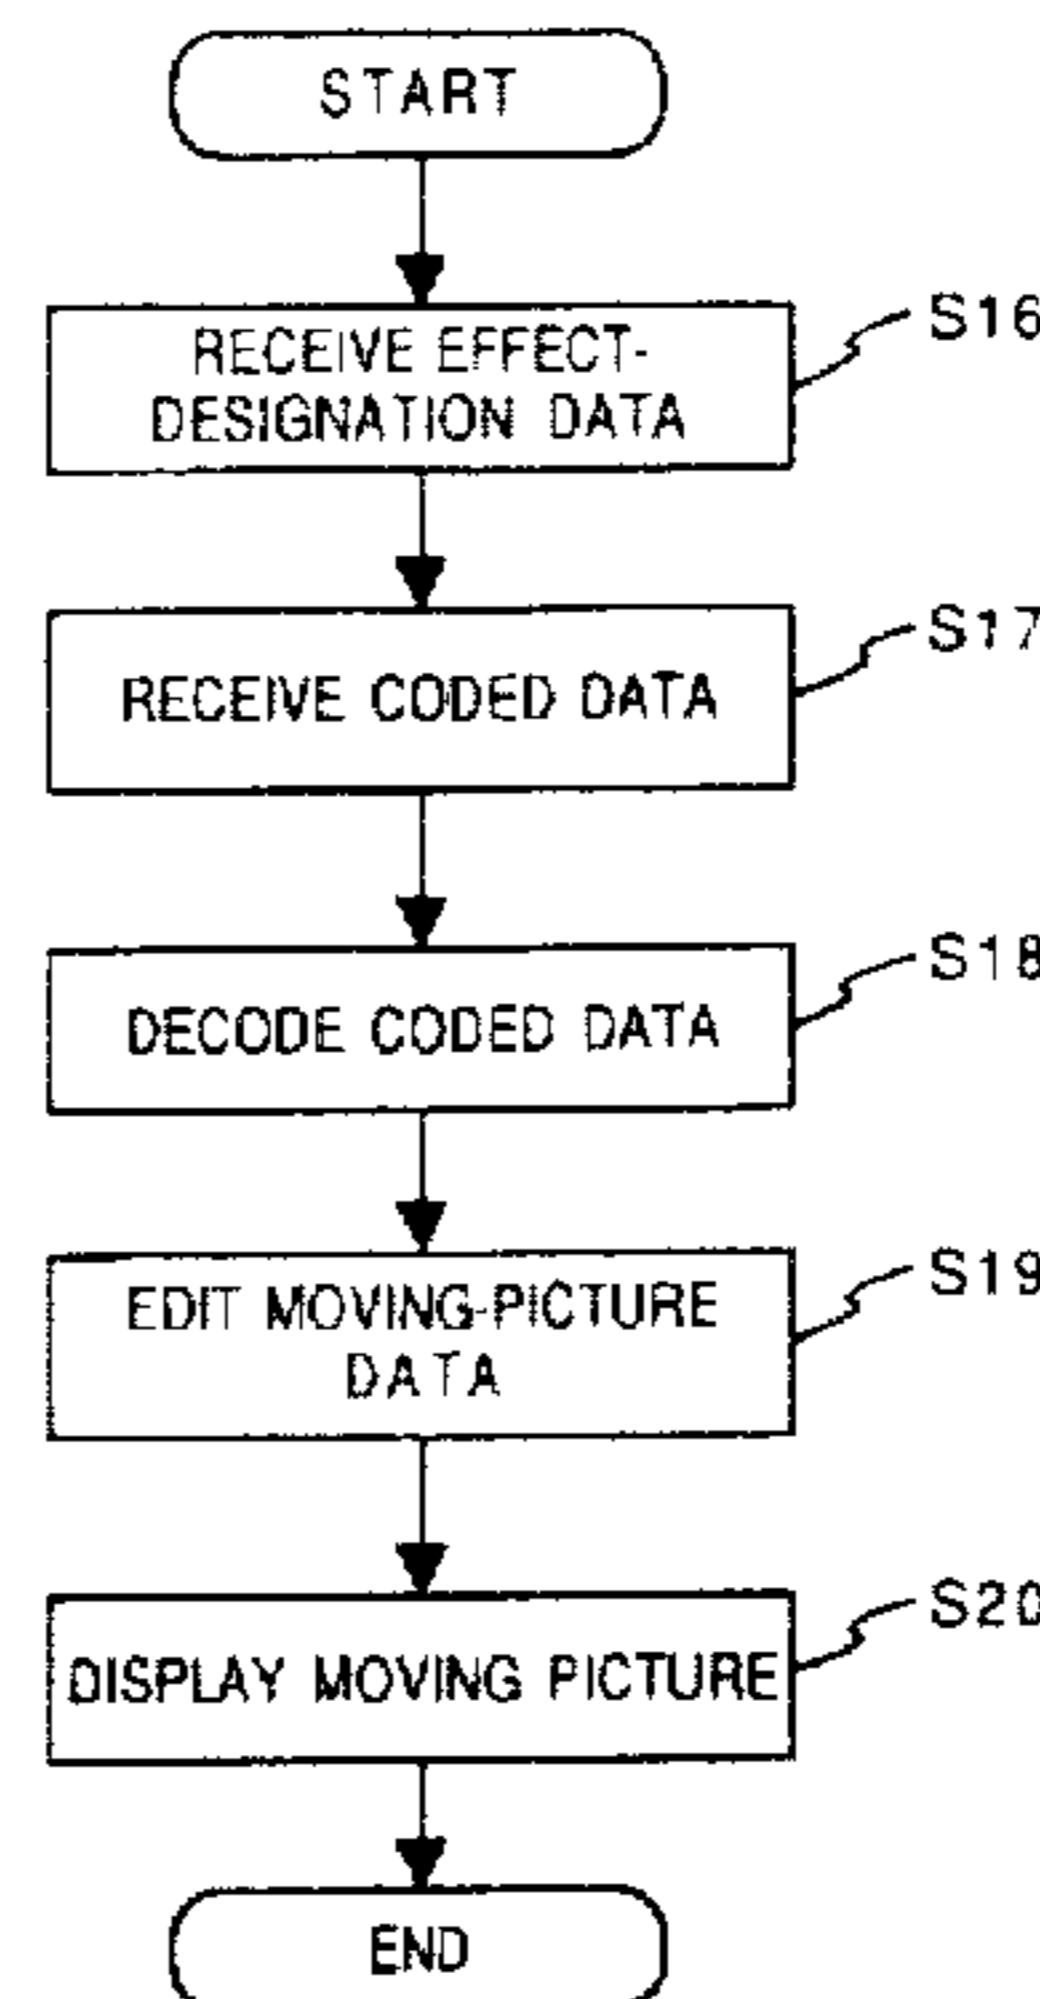 START
RECEIVE EFFECT-
DESIGNATION DATA
S16
RECEIVE CODED DATA
S17
DECODE CODED DATA
S18
EDIT MOVING-PICTURE
DATA
S19
DISPLAY MOVING PICTURE
S20
END